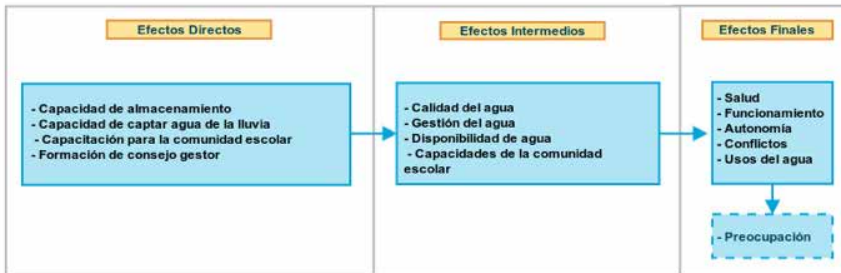 Efectos Directos
- Capacidad de almacenamiento
- Capacidad de captar agua de la lluvia
- Capacitación para la comunidad escolar
- Formación de consejo gestor
Efectos Intermedios
- Calidad del agua
- Gestión del agua
- Disponibilidad de agua
- Capacidades de la comunidad
escolar
Efectos Finales
- Salud
- Funcionamiento
- Autonomía
- Conflictos
- Usos del agua
- Preocupación